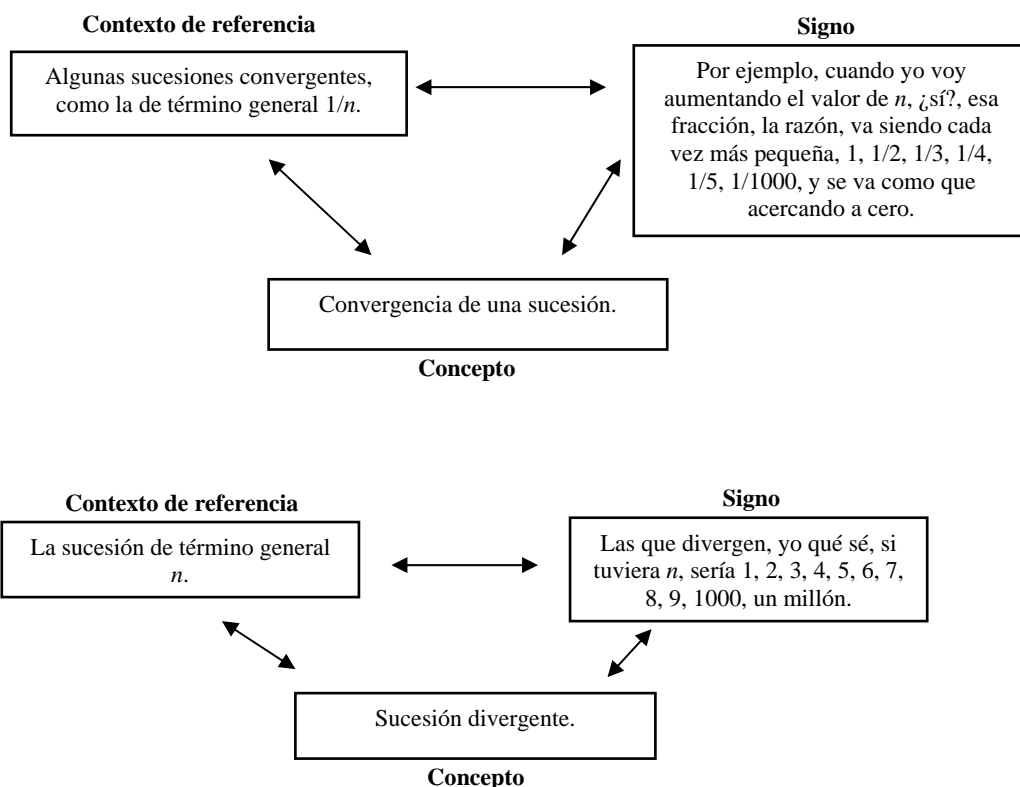 Contexto de referencia
Algunas sucesiones convergentes,
como la de término general 1/n.
Signo
Por ejemplo, cuando yo voy
aumentando el valor de n, ¿sí?, esa
fracción, la razón, va siendo cada
vez más pequeña, 1, 1/2, 1/3, 1/4,
1/5, 1/1000, y se va como que
acercando a cero.
Convergencia de una sucesión.
Concepto
Contexto de referencia
La sucesión de término general
n.
Signo
Las que divergen, yo qué sé, si
tuviera n, sería 1, 2, 3, 4, 5, 6, 7,
8, 9, 1000, un millón.
Sucesión divergente.
Concepto